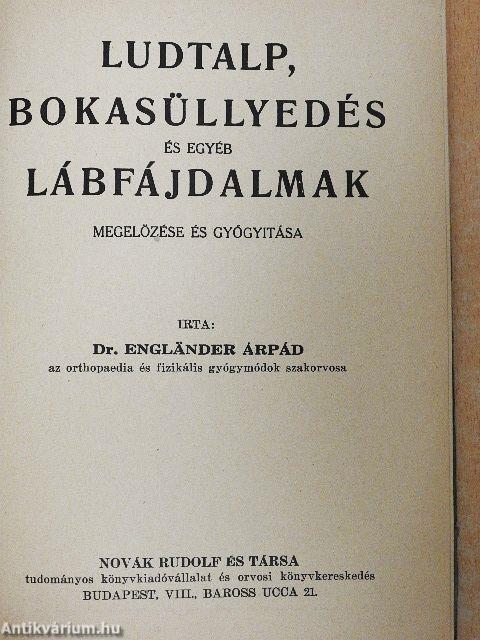 LUDTALP,
BOKASÜLLYEDÉS
ÉS EGYÉB
LÁBFÁJDALMAK
MEGELŐZÉSE ÉS GYÓGYITÁSA
IRTA:
Dr. ENGLÄNDER ÁRPÁD
az orthopaedia és fizikális gyógymódok szakorvosa
NOVÁK RUDOLF ÉS TÁRSA
tudományos könyvkiadóvállalat és orvosi könyvkereskedés
BUDAPEST, VIII., BAROSS UCCA 21.
Antikvárium.hu